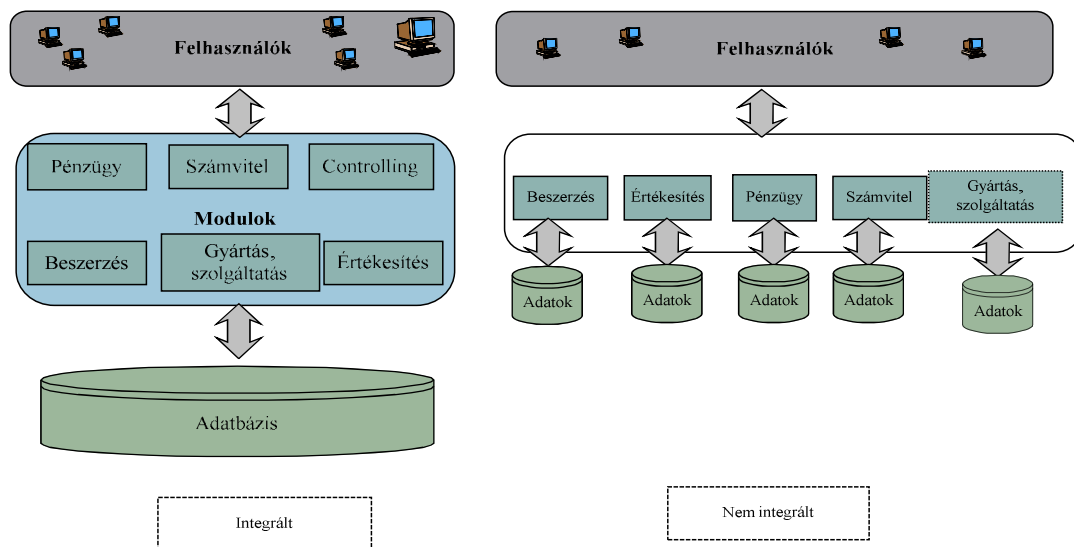 Felhasználók
Pénzügy
Számvitel
Controlling
Modulok
Beszerzés
Gyártás,
szolgáltatás
Értékesítés
Adatbázis
Integrált
Felhasználók
Beszerzés
Értékesítés
Pénzügy
Számvitel
Gyártás,
szolgáltatás
Adatok
Adatok
Adatok
Adatok
Adatok
Nem integrált